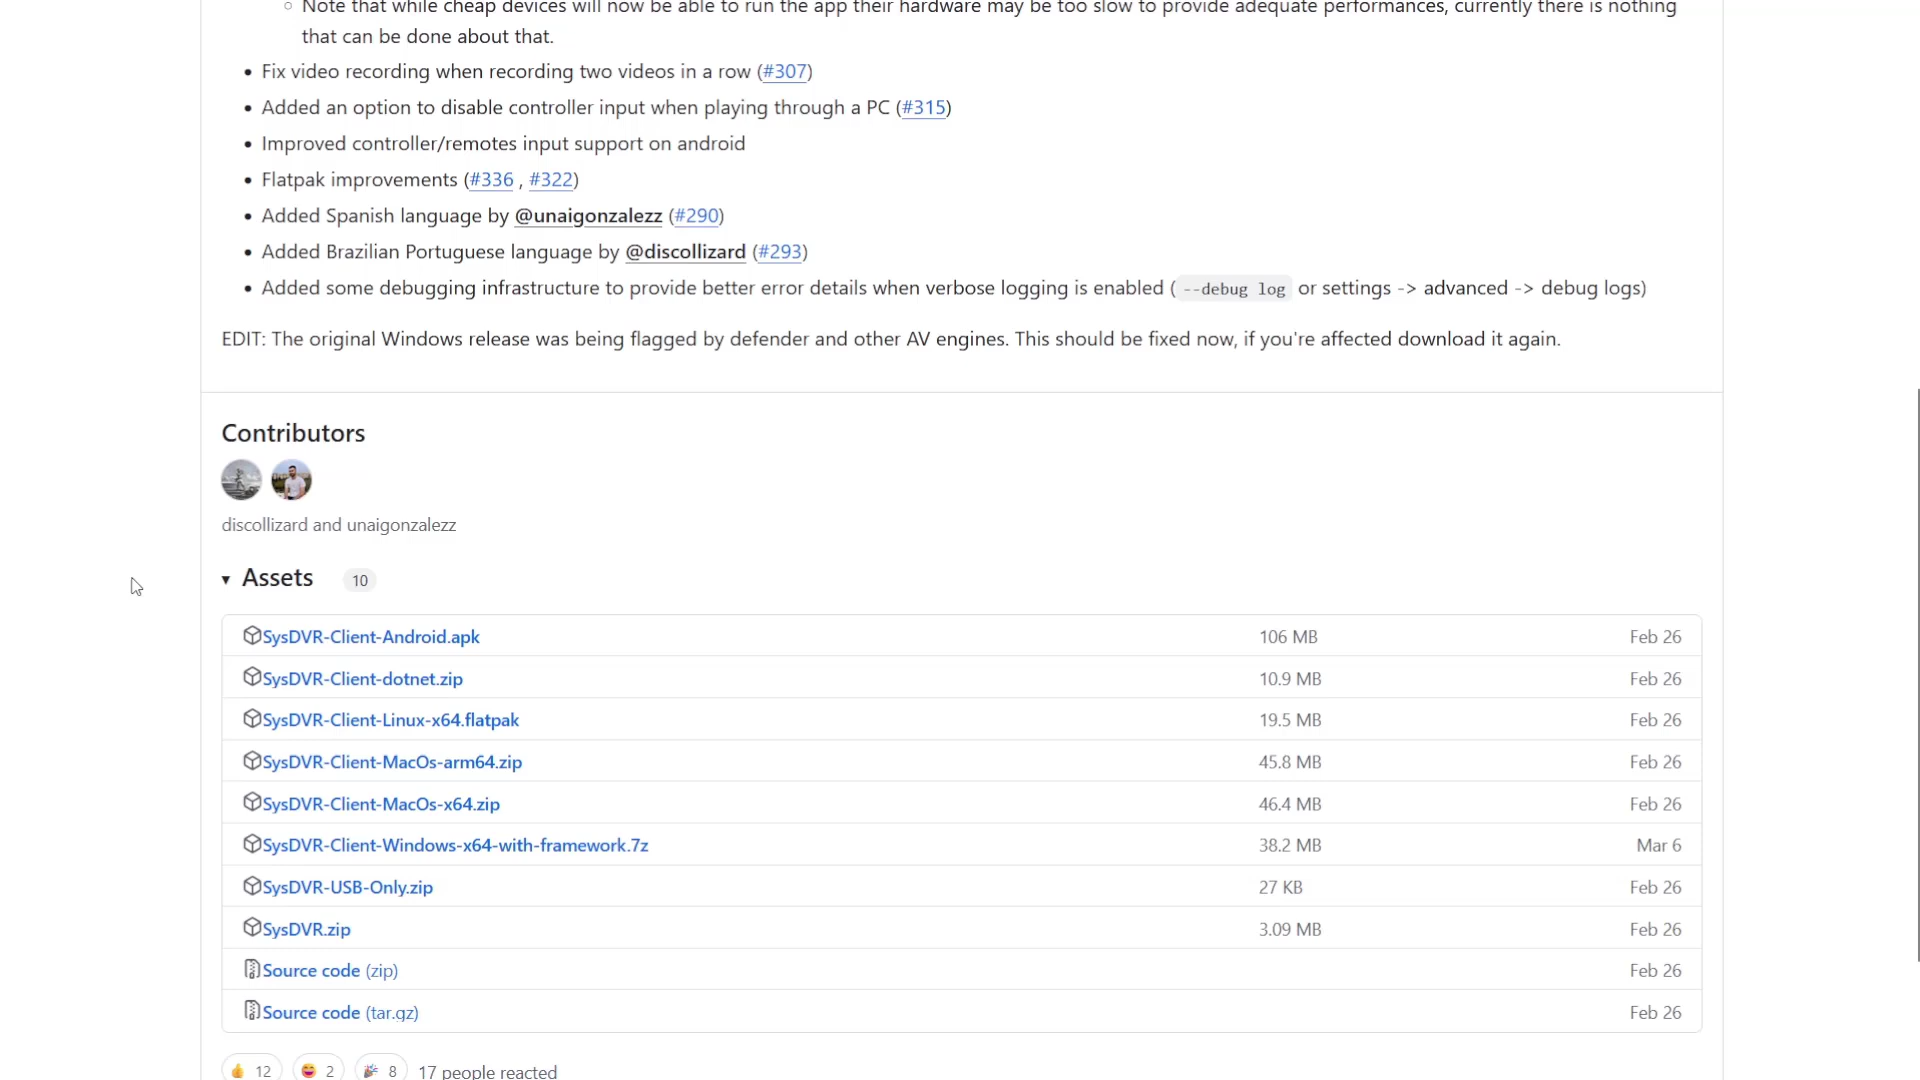 Note that while cheap devices will now be able to run the app their hardware may be too slow to provide adequate performances, currently there is nothing
that can be done about that.
Fix video recording when recording two videos in a row (#307)
Added an option to disable controller input when playing through a PC (#315)
Improved controller/remotes input support on android
Flatpak improvements (#336 , #322)
Added Spanish language by @unaigonzalezz (#290)
Added Brazilian Portuguese language by @discollizard (#293)
Added some debugging infrastructure to provide better error details when verbose logging is enabled ( --debug log or settings -> advanced -> debug logs)
EDIT: The original Windows release was being flagged by defender and other AV engines. This should be fixed now, if you're affected download it again.
Contributors
discollizard and unaigonzalezz
Assets 10
SysDVR-Client-Android.apk 106 MB Feb 26
SysDVR-Client-dotnet.zip 10.9 MB Feb 26
SysDVR-Client-Linux-x64.flatpak 19.5 MB Feb 26
SysDVR-Client-MacOs-arm64.zip 45.8 MB Feb 26
SysDVR-Client-MacOs-x64.zip 46.4 MB Feb 26
SysDVR-Client-Windows-x64-with-framework.7z 38.2 MB Mar 6
SysDVR-USB-Only.zip 27 KB Feb 26
SysDVR.zip 3.09 MB Feb 26
Source code (zip) Feb 26
Source code (tar.gz) Feb 26
12 2 8 17 people reacted